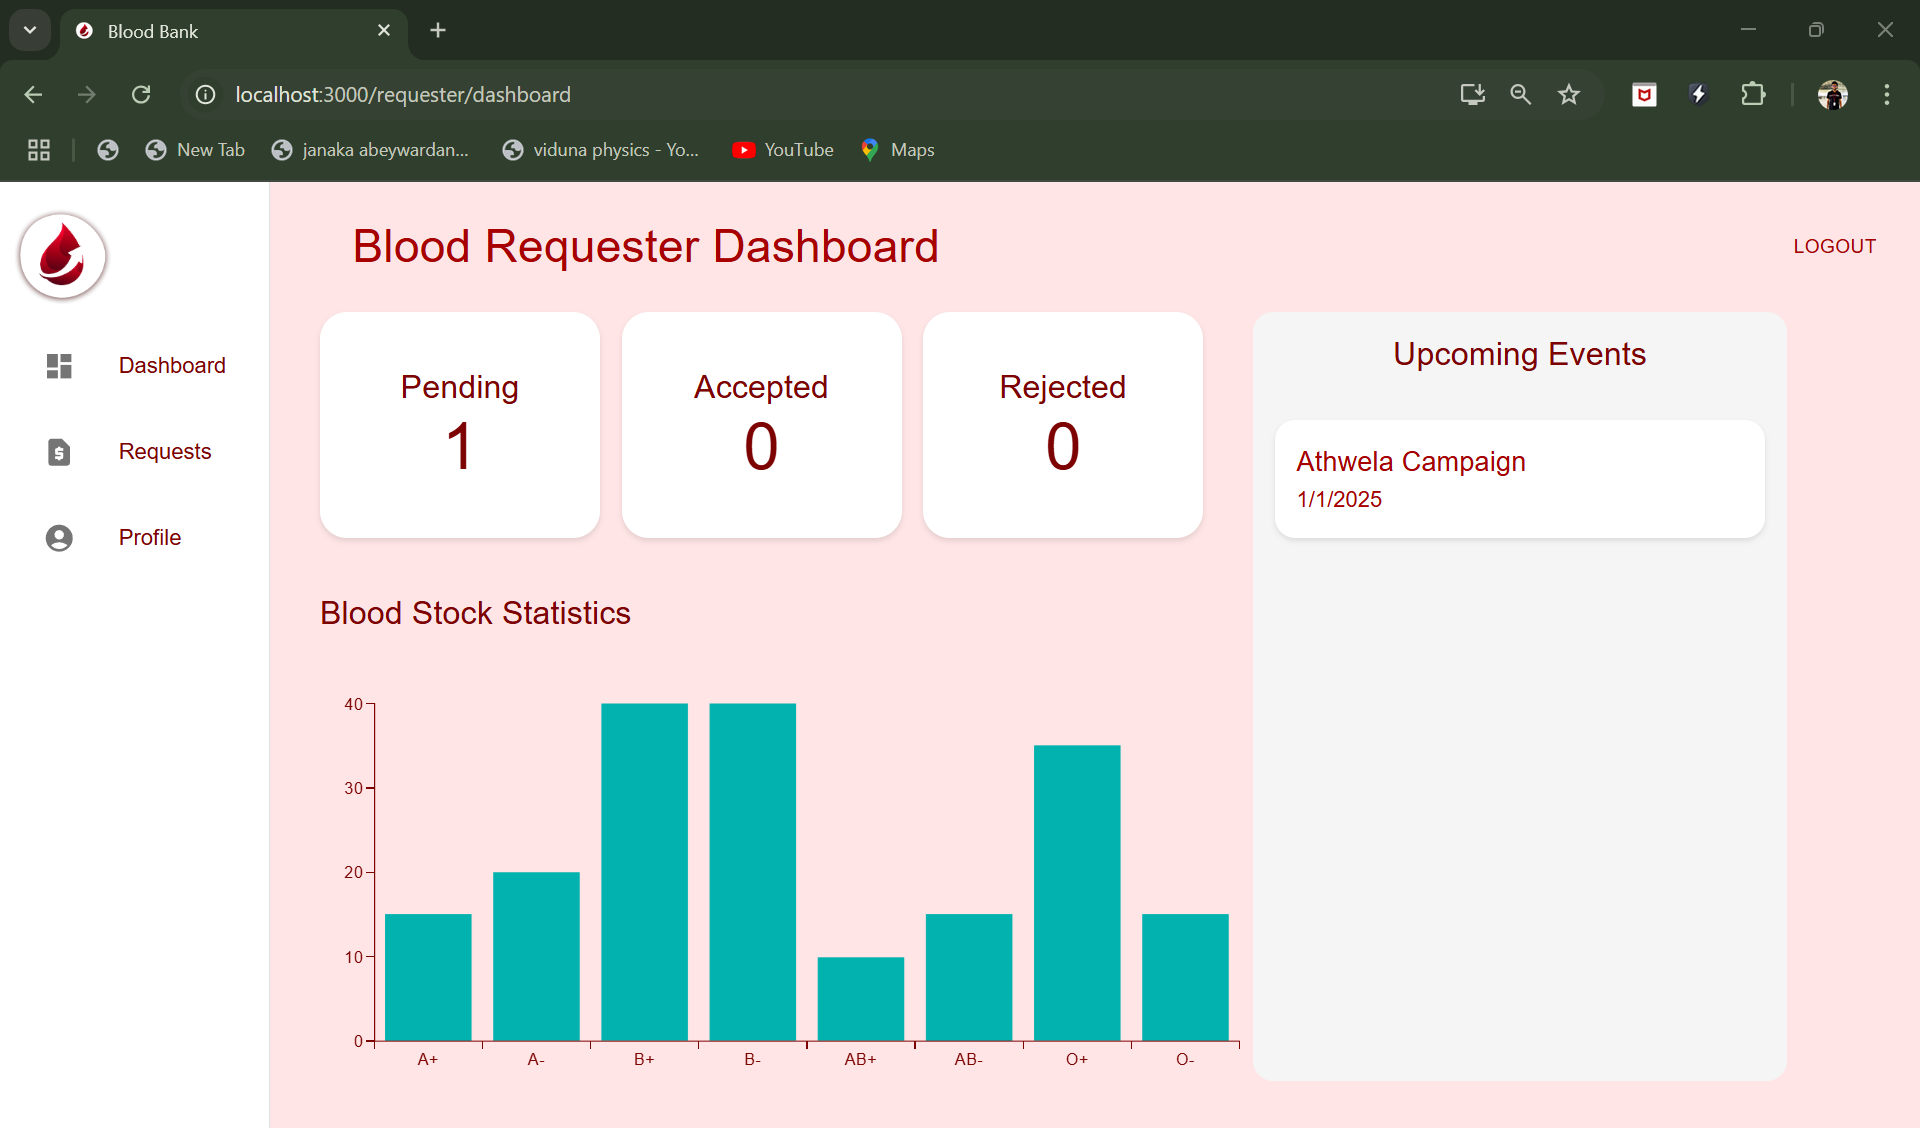 Blood Bank
localhost:3000/requester/dashboard
New Tab
janaka abeywardan...
viduna physics - Yo...
YouTube
Maps
Blood Requester Dashboard
LOGOUT
Dashboard
Requests
Profile
Pending
1
Accepted
0
Rejected
0
Upcoming Events
Athwela Campaign
1/1/2025
Blood Stock Statistics
40
30
20
10
0
A+ A- B+ B- AB+ AB- O+ O-